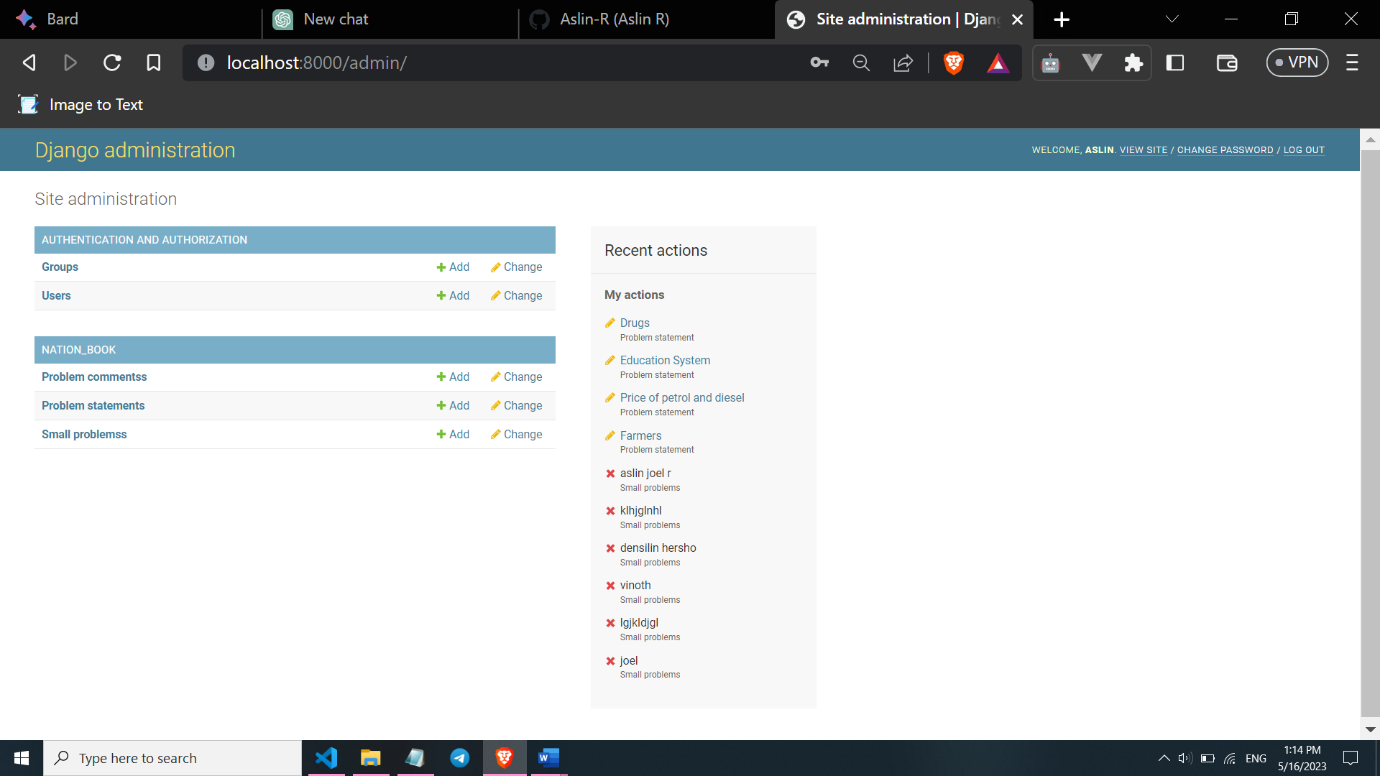 Bard
New chat
Aslin-R (Aslin R)
Site administration | Djan
localhost:8000/admin/
VPN
Image to Text
Django administration
WELCOME, ASLIN. VIEW SITE / CHANGE PASSWORD / LOG OUT
Site administration
AUTHENTICATION AND AUTHORIZATION
Groups Add Change
Users Add Change
NATION_BOOK
Problem commentss Add Change
Problem statements Add Change
Small problemss Add Change
Recent actions
My actions
Drugs
Problem statement
Education System
Problem statement
Price of petrol and diesel
Problem statement
Farmers
Problem statement
aslin joel r
Small problems
klhjglnhl
Small problems
densilin hersho
Small problems
vinoth
Small problems
lgjkldjgl
Small problems
joel
Small problems
Type here to search
ENG
1:14 PM
5/16/2023